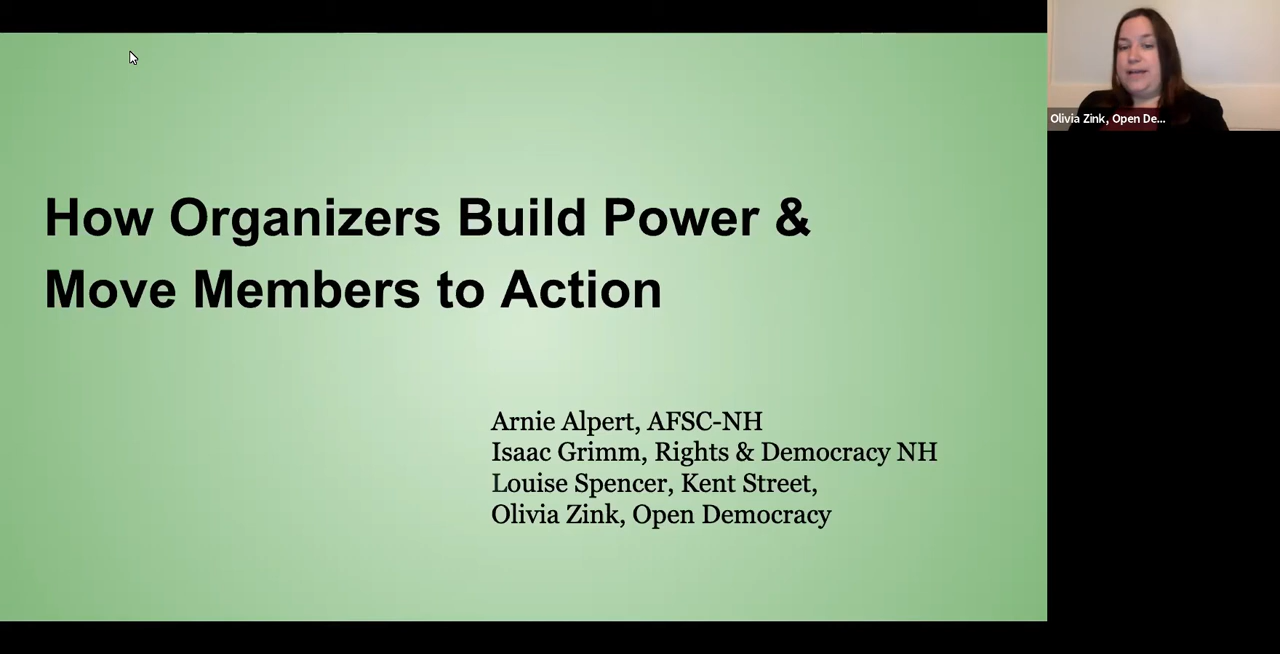 How Organizers Build Power &
Move Members to Action
Arnie Alpert, AFSC-NH
Isaac Grimm, Rights & Democracy NH
Louise Spencer, Kent Street,
Olivia Zink, Open Democracy
Olivia Zink, Open De...